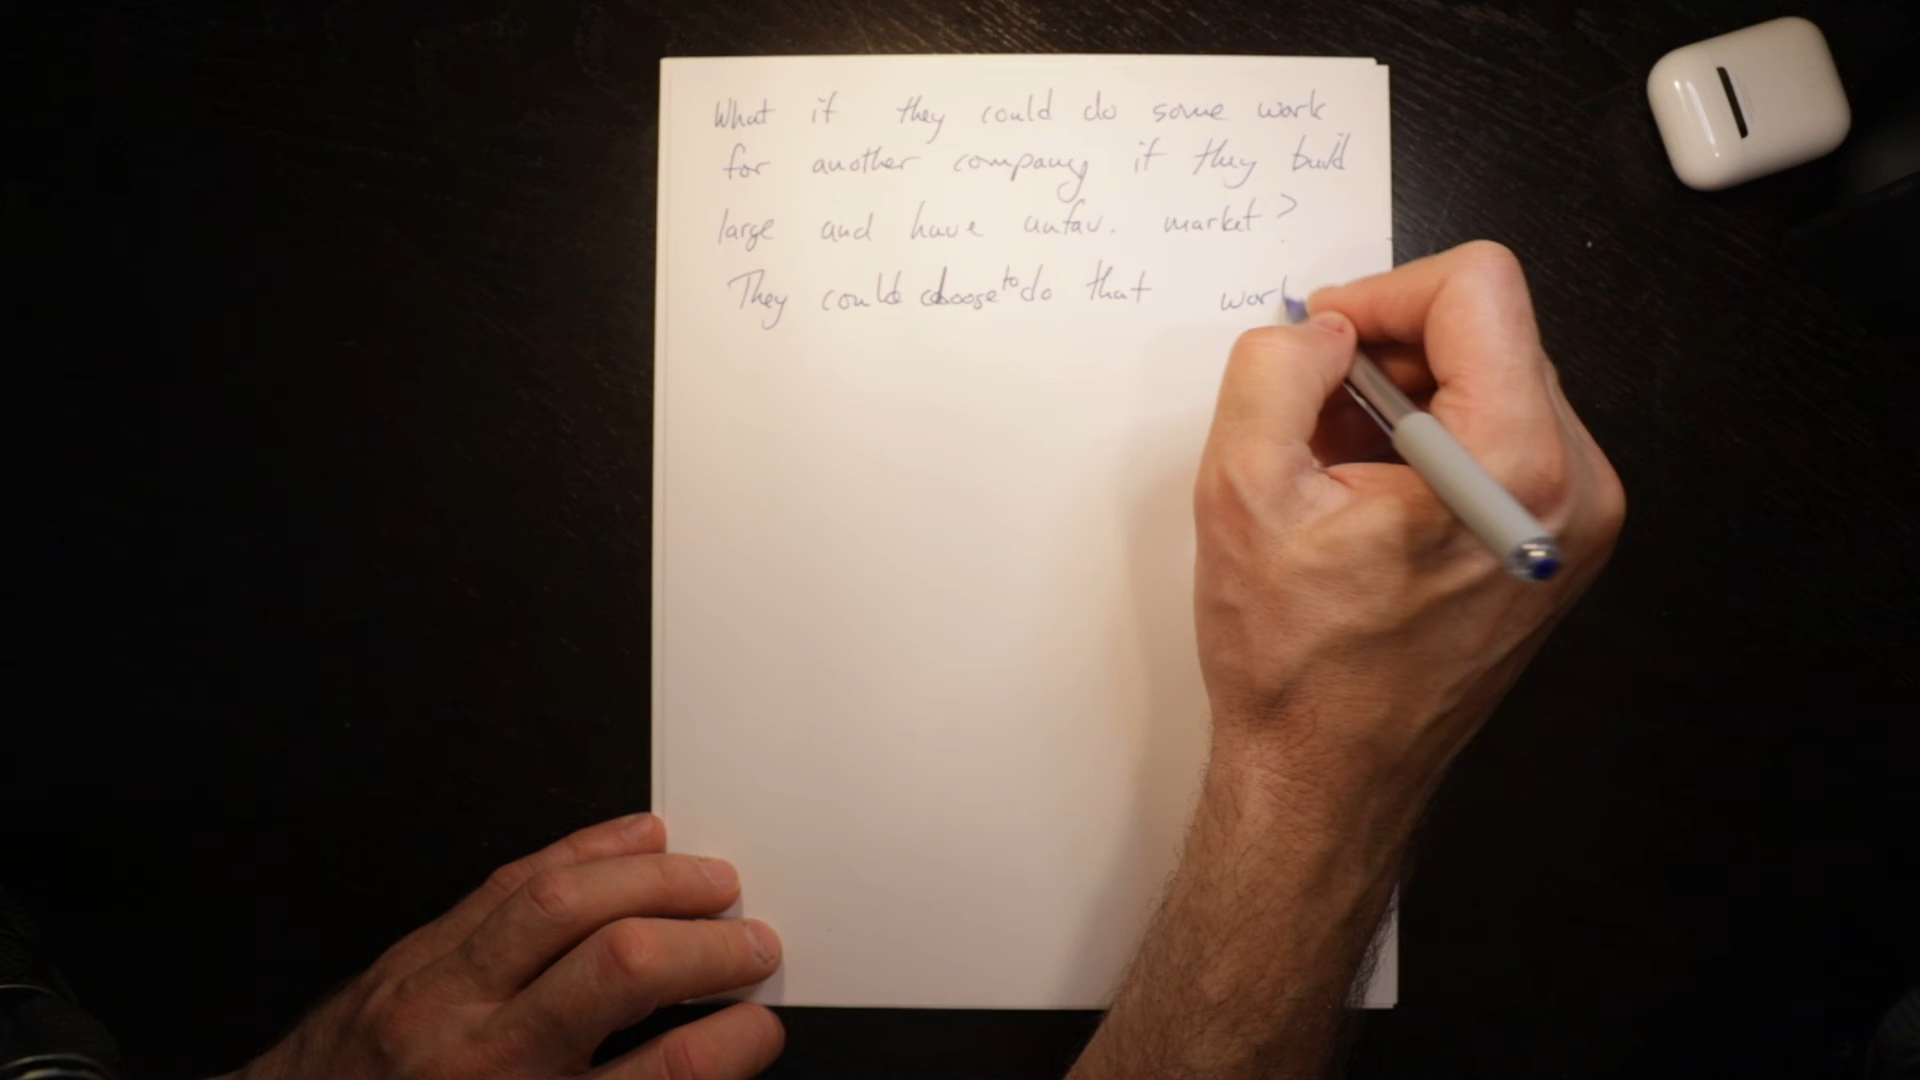 What if they could do some work
for another company if they build
large and have unfav. market?
They could choose to do that work